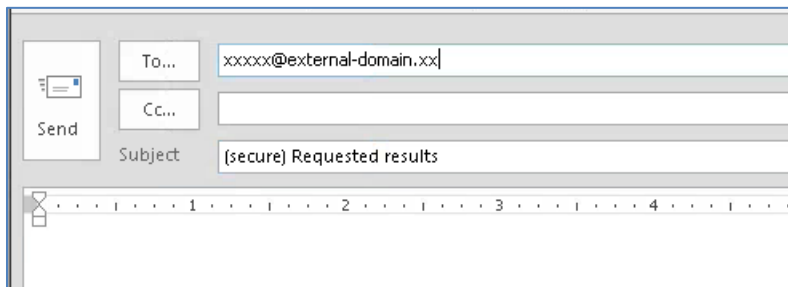 To... xxxxx@external-domain.xx
Cc...
Send
Subject (secure) Requested results
1 2 3 4